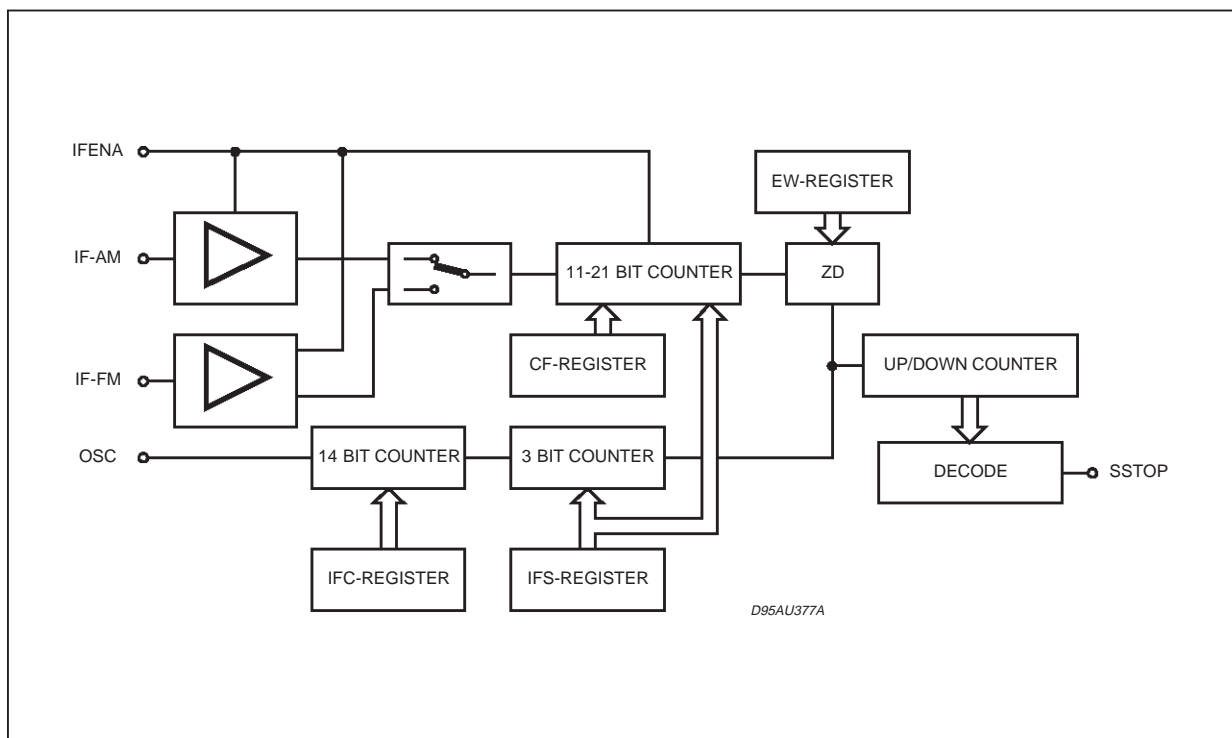 IFENA
EW-REGISTER
IF-AM
11-21 BIT COUNTER
ZD
CF-REGISTER
UP/DOWN COUNTER
IF-FM
OSC
14 BIT COUNTER
3 BIT COUNTER
DECODE
SSTOP
IFC-REGISTER
IFS-REGISTER
D95AU377A